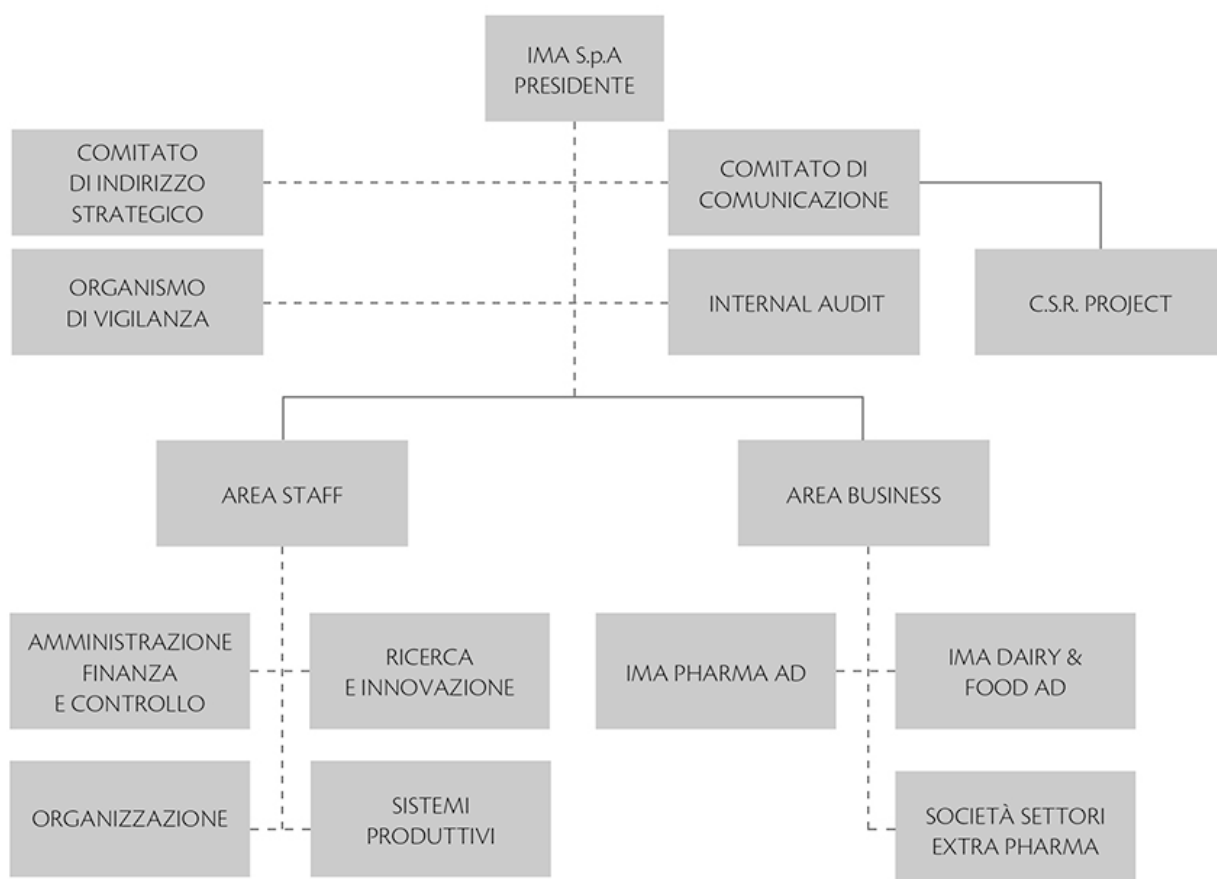 IMA S.p.A
PRESIDENTE
COMITATO
DI INDIRIZZO
STRATEGICO
COMITATO DI
COMUNICAZIONE
ORGANISMO
DI VIGILANZA
INTERNAL AUDIT
C.S.R. PROJECT
AREA STAFF
AREA BUSINESS
AMMINISTRAZIONE
FINANZA
E CONTROLLO
RICERCA
E INNOVAZIONE
IMA PHARMA AD
IMA DAIRY &
FOOD AD
ORGANIZZAZIONE
SISTEMI
PRODUTTIVI
SOCIETÀ SETTORI
EXTRA PHARMA